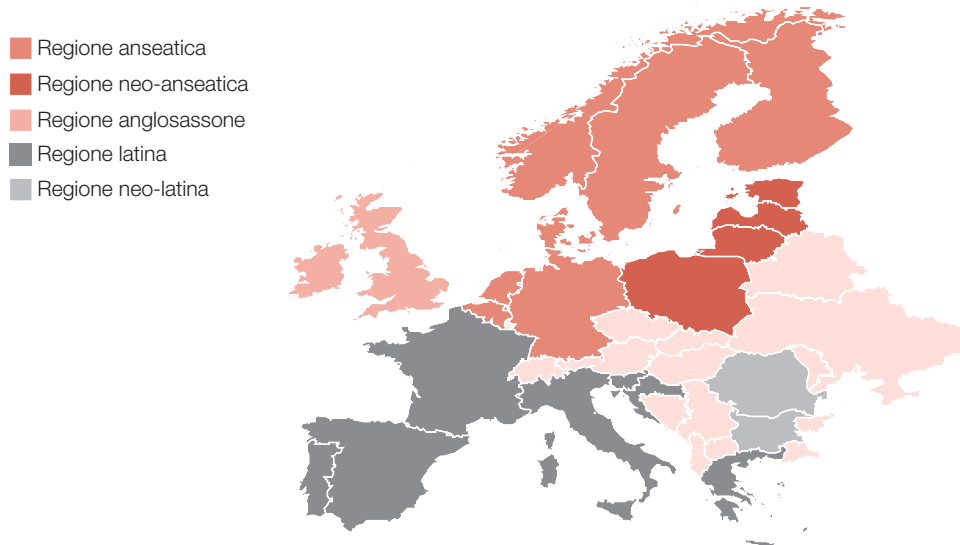 Regione anseatica
Regione neo-anseatica
Regione anglosassone
Regione latina
Regione neo-latina